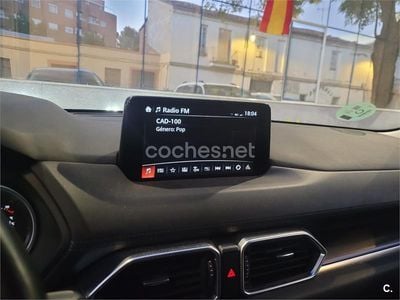 Radio FM
18:04
CAD-100
Género: Pop
coches.net
C.